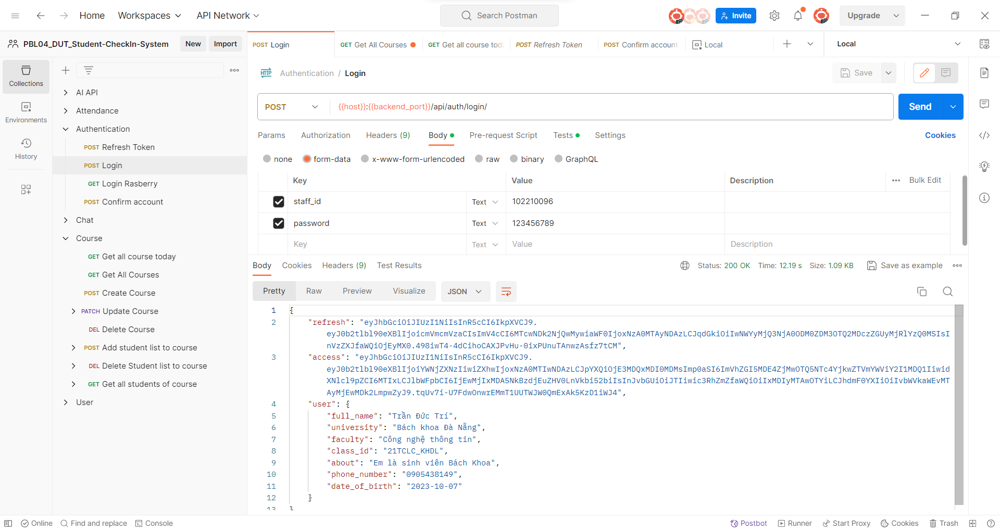 Home
Workspaces
API Network
Search Postman
Invite
Upgrade
PBL04_DUT_Student-CheckIn-System
New
Import
POST Login
GET Get All Courses
GET Get all course toda
POST Refresh Token
POST Confirm account
Local
Local
Collections
Environments
History
AI API
Attendance
Authentication
POST Refresh Token
POST Login
GET Login Rasberry
POST Confirm account
Chat
Course
GET Get all course today
GET Get All Courses
POST Create Course
PATCH Update Course
DEL Delete Course
POST Add student list to course
DEL Delete Student list to course
GET Get all students of course
User
HTTP Authentication / Login
Save
POST
{{host}}:{{backend_port}}/api/auth/login/
Send
Params
Authorization
Headers (9)
Body
Pre-request Script
Tests
Settings
Cookies
none
form-data
x-www-form-urlencoded
raw
binary
GraphQL
Key Value Description
Bulk Edit
staff_id Text 102210096
password Text 123456789
Key Text Value Description
Body
Cookies
Headers (9)
Test Results
Status: 200 OK Time: 12.19 s Size: 1.09 KB
Save as example
Pretty
Raw
Preview
Visualize
JSON
1 {
2 "refresh": "eyJhbGciOiJIUzI1NiIsInR5cCI6IkpXVCJ9.
3 "access": "eyJhbGciOiJIUzI1NiIsInR5cCI6IkpXVCJ9.
4 "user": {
5 "full_name": "Trần Đức Trí",
6 "university": "Bách khoa Đà Nẵng",
7 "faculty": "Công nghệ thông tin",
8 "class_id": "21TCLC_KHDL",
9 "about": "Em là sinh viên Bách Khoa",
10 "phone_number": "0905438149",
11 "date_of_birth": "2023-10-07"
12 }
13 }
Online
Find and replace
Console
Postbot
Runner
Start Proxy
Cookies
Trash